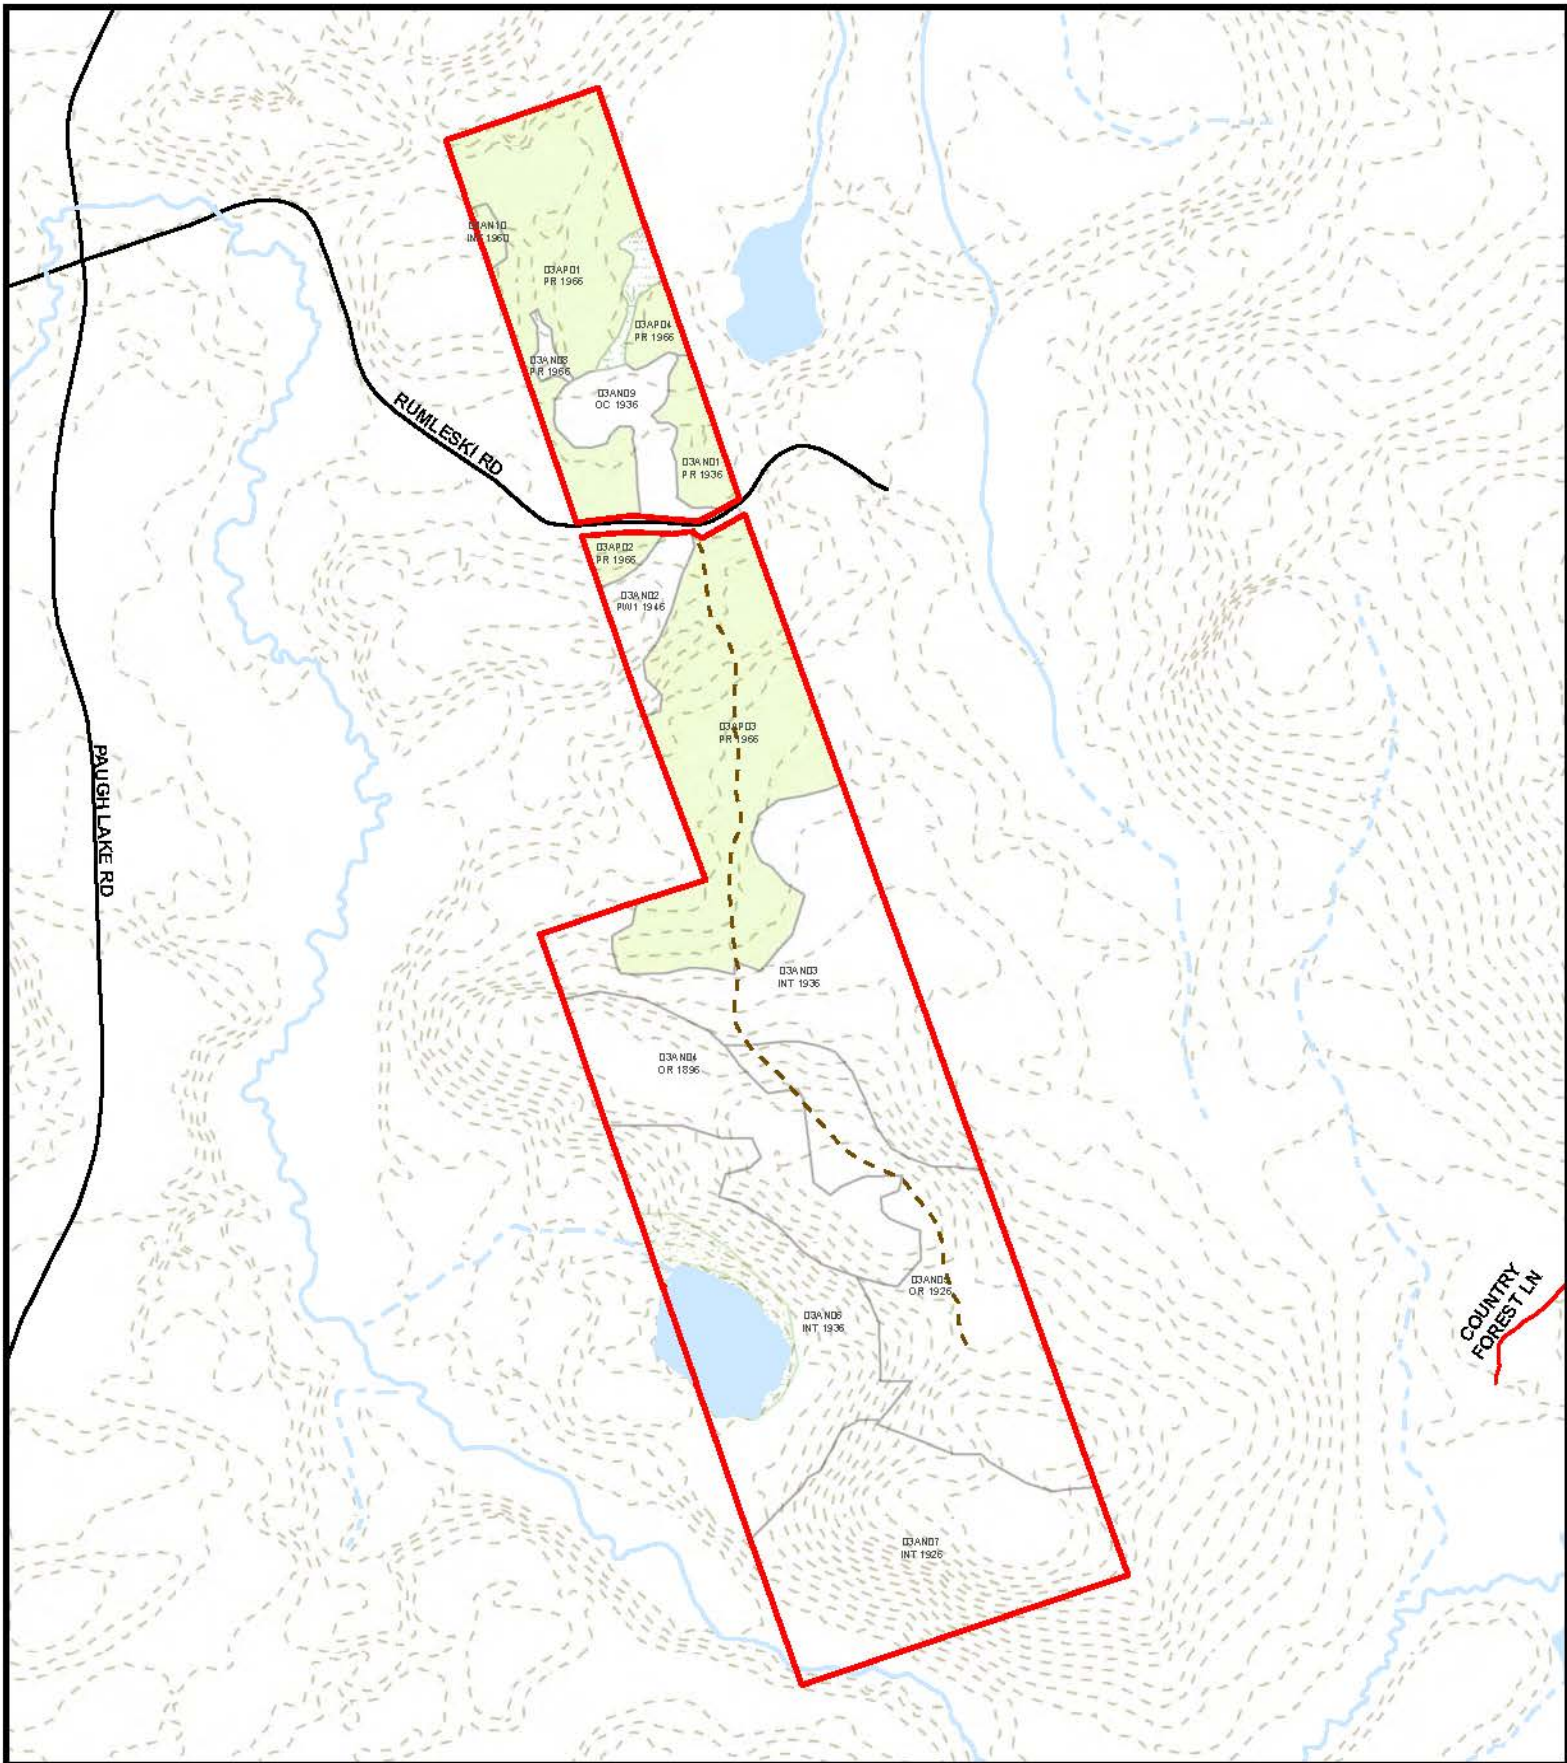 03AN10
INT 1960
03AP01
PR 1966
03AP04
PR 1966
03AN08
PR 1966
03AN09
OC 1936
RUMLESKI RD
03AN01
PR 1936
03AP02
PR 1966
03AN02
PW1 1946
03AP03
PR 1966
PAUGH LAKE RD
03AN03
INT 1936
03AN04
OR 1896
03AN05
OR 1926
03AN06
INT 1936
COUNTRY
FOREST LN
03AN07
INT 1926